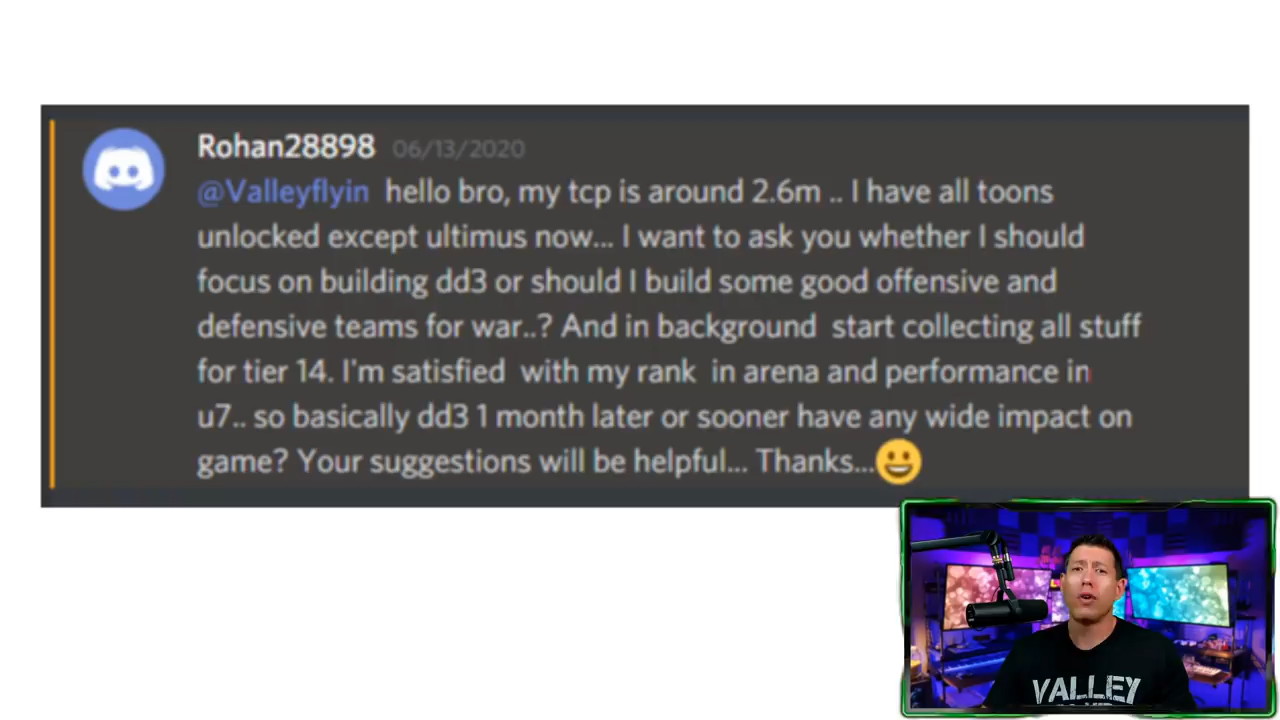 Rohan28898 06/13/2020
@Valleyflyin hello bro, my tcp is around 2.6m .. I have all toons
unlocked except ultimus now... I want to ask you whether I should
focus on building dd3 or should I build some good offensive and
defensive teams for war..? And in background start collecting all stuff
for tier 14. I'm satisfied with my rank in arena and performance in
u7.. so basically dd3 1 month later or sooner have any wide impact on
game? Your suggestions will be helpful... Thanks...😀
VALLEY